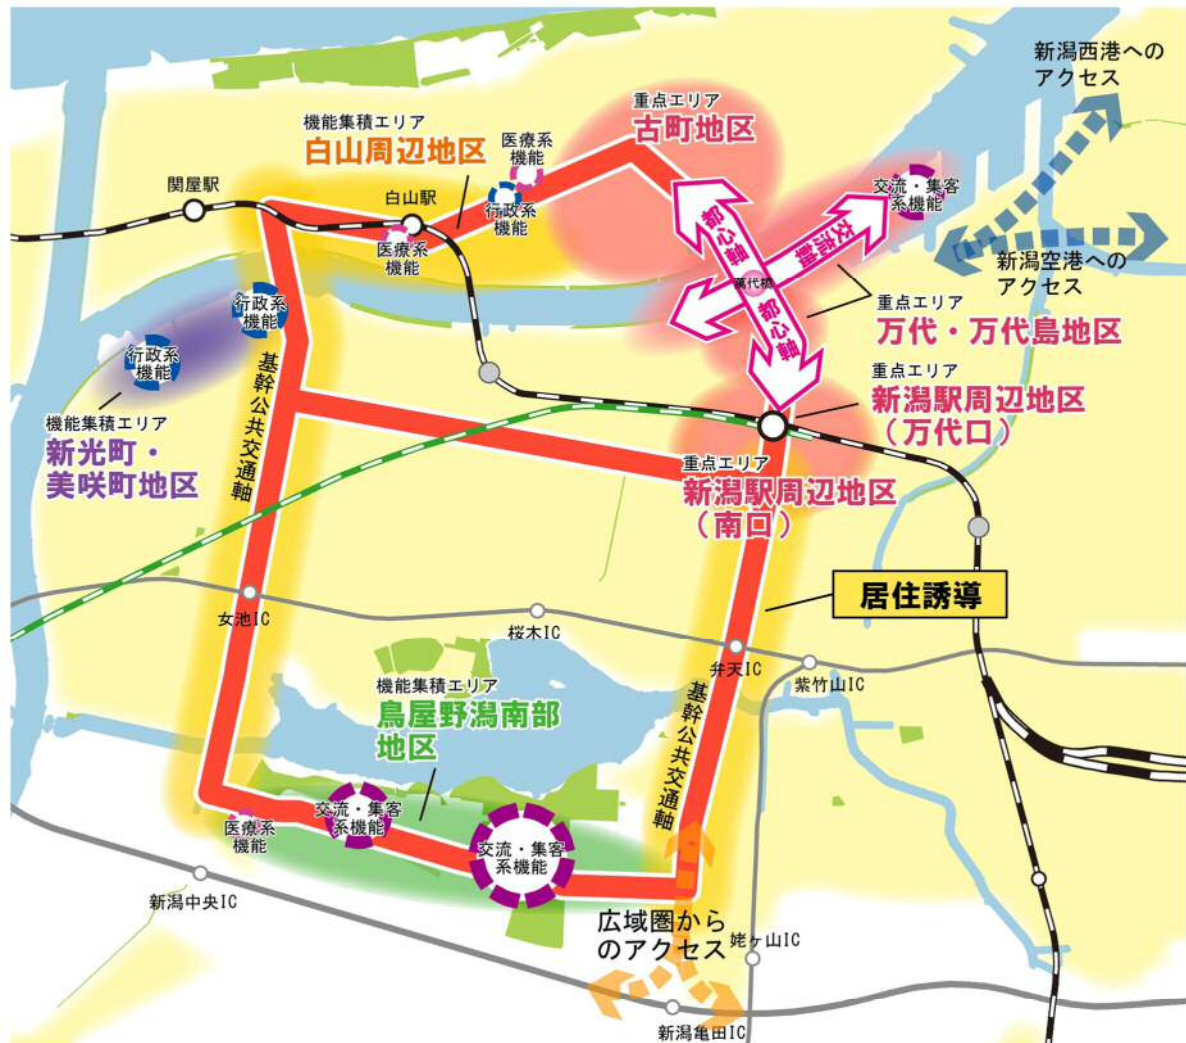 新潟西港への
アクセス
重点エリア
古町地区
機能集積エリア
白山周辺地区
医療系
機能
関屋駅
白山駅
行政系
機能
医療系
機能
交流・集客
系機能
都心軸
交流軸
萬代橋
都心軸
新潟空港への
アクセス
重点エリア
万代・万代島地区
行政系
機能
行政系
機能
重点エリア
新潟駅周辺地区
（万代口）
機能集積エリア
新光町・
美咲町地区
基幹公共交通軸
重点エリア
新潟駅周辺地区
（南口）
居住誘導
女池IC
桜木IC
弁天IC
紫竹山IC
機能集積エリア
鳥屋野潟南部
地区
基幹公共交通軸
医療系
機能
交流・集客
系機能
交流・集客
系機能
新潟中央IC
広域圏から
のアクセス
姥ケ山IC
新潟亀田IC